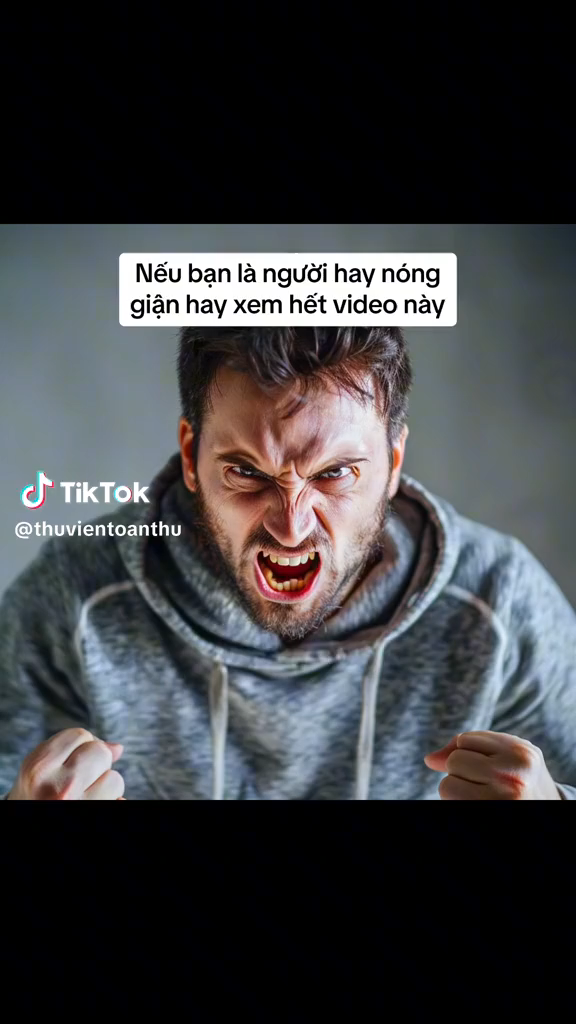 Nếu bạn là người hay nóng
giận hay xem hết video này
TikTok
@thuvientoanthu